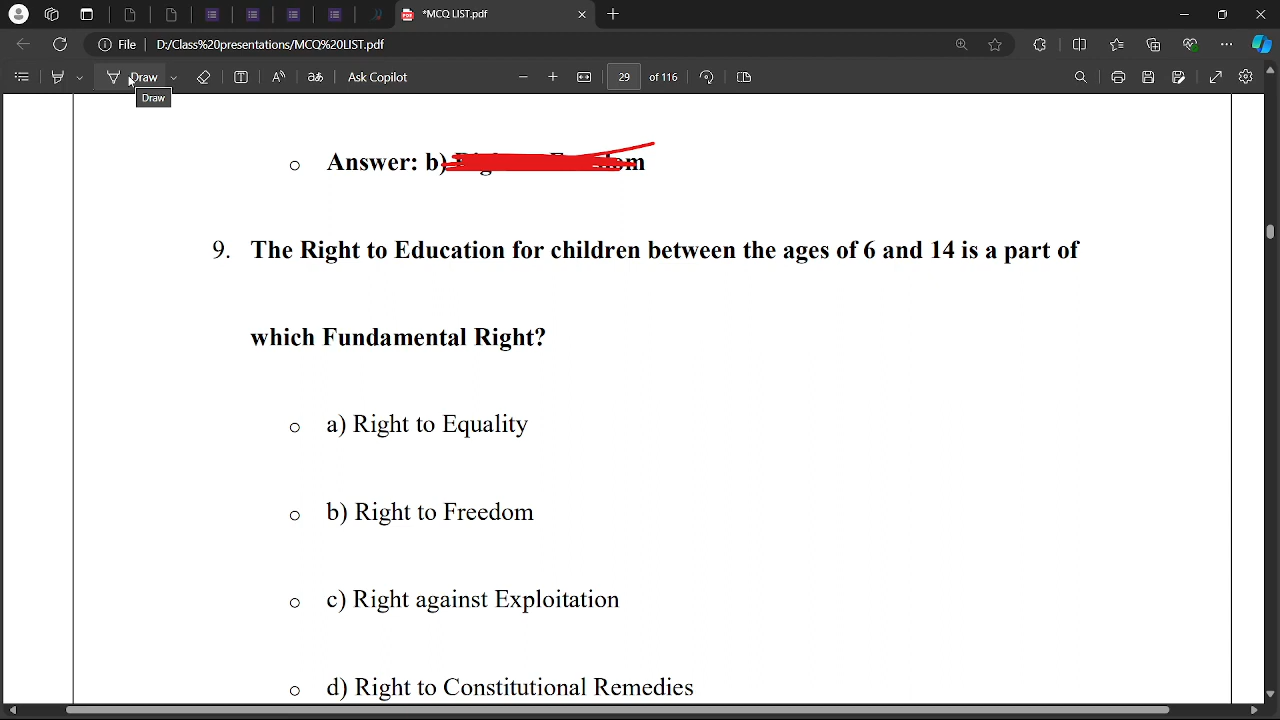 *MCQ LIST.pdf
File D:/Class%20presentations/MCQ%20LIST.pdf
Draw Ask Copilot 29 of 116
Draw
Answer: b)
9. The Right to Education for children between the ages of 6 and 14 is a part of
which Fundamental Right?
a) Right to Equality
b) Right to Freedom
c) Right against Exploitation
d) Right to Constitutional Remedies